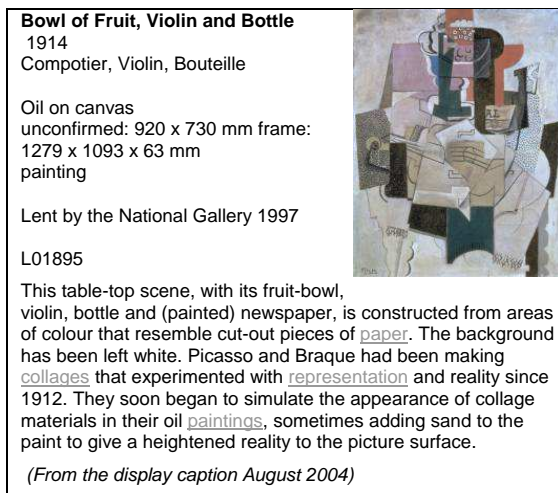 Bowl of Fruit, Violin and Bottle
1914
Compotier, Violin, Bouteille
Oil on canvas
unconfirmed: 920 x 730 mm frame:
1279 x 1093 x 63 mm
painting
Lent by the National Gallery 1997
L01895
This table-top scene, with its fruit-bowl,
violin, bottle and (painted) newspaper, is constructed from areas
of colour that resemble cut-out pieces of paper. The background
has been left white. Picasso and Braque had been making
collages that experimented with representation and reality since
1912. They soon began to simulate the appearance of collage
materials in their oil paintings, sometimes adding sand to the
paint to give a heightened reality to the picture surface.
(From the display caption August 2004)